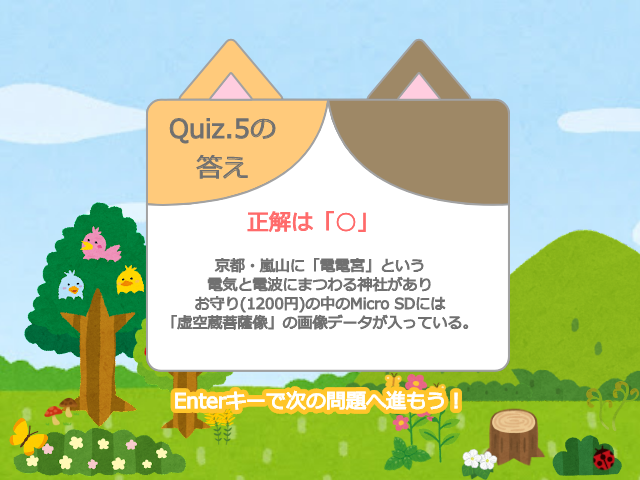 Quiz.5の
答え
正解は「○」
京都・嵐山に「電電宮」という
電気と電波にまつわる神社があり
お守り(1200円)の中のMicro SDには
「虚空蔵菩薩像」の画像データが入っている。
Enterキーで次の問題へ進もう！